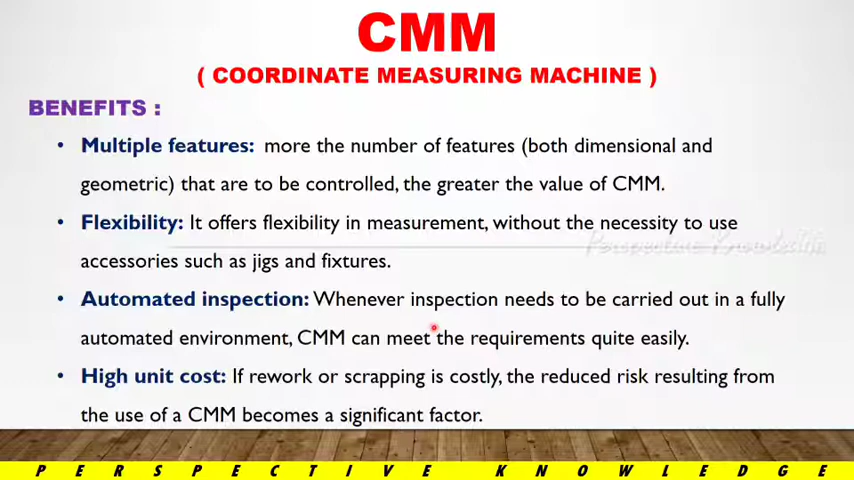 CMM
( COORDINATE MEASURING MACHINE )
BENEFITS :
• Multiple features: more the number of features (both dimensional and
geometric) that are to be controlled, the greater the value of CMM.
• Flexibility: It offers flexibility in measurement, without the necessity to use
Perspective Knowledge
accessories such as jigs and fixtures.
• Automated inspection: Whenever inspection needs to be carried out in a fully
automated environment, CMM can meet the requirements quite easily.
• High unit cost: If rework or scrapping is costly, the reduced risk resulting from
the use of a CMM becomes a significant factor.
PERSPECTIVE KNOWLEDGE